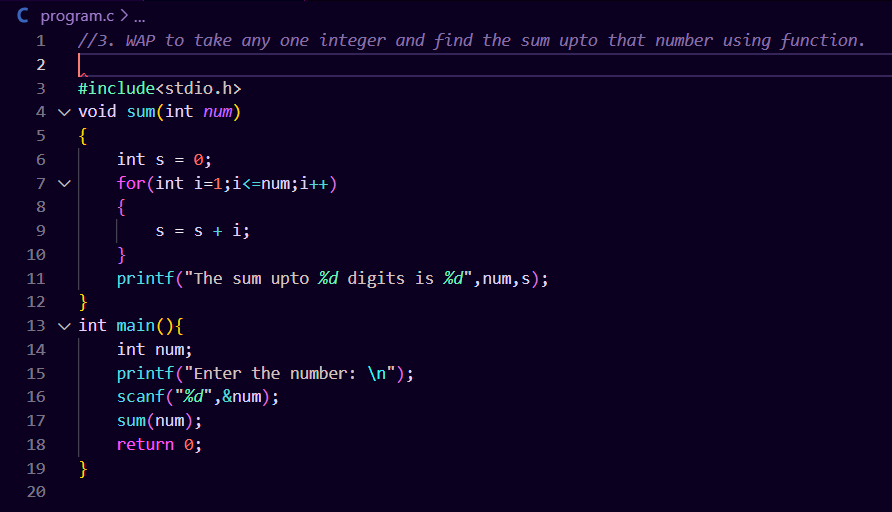 C program.c > ...
1 //3. WAP to take any one integer and find the sum upto that number using function.
2
3 #include<stdio.h>
4 void sum(int num)
5 {
6     int s = 0;
7     for(int i=1;i<=num;i++)
8     {
9         s = s + i;
10     }
11     printf("The sum upto %d digits is %d",num,s);
12 }
13 int main(){
14     int num;
15     printf("Enter the number: \n");
16     scanf("%d",&num);
17     sum(num);
18     return 0;
19 }
20